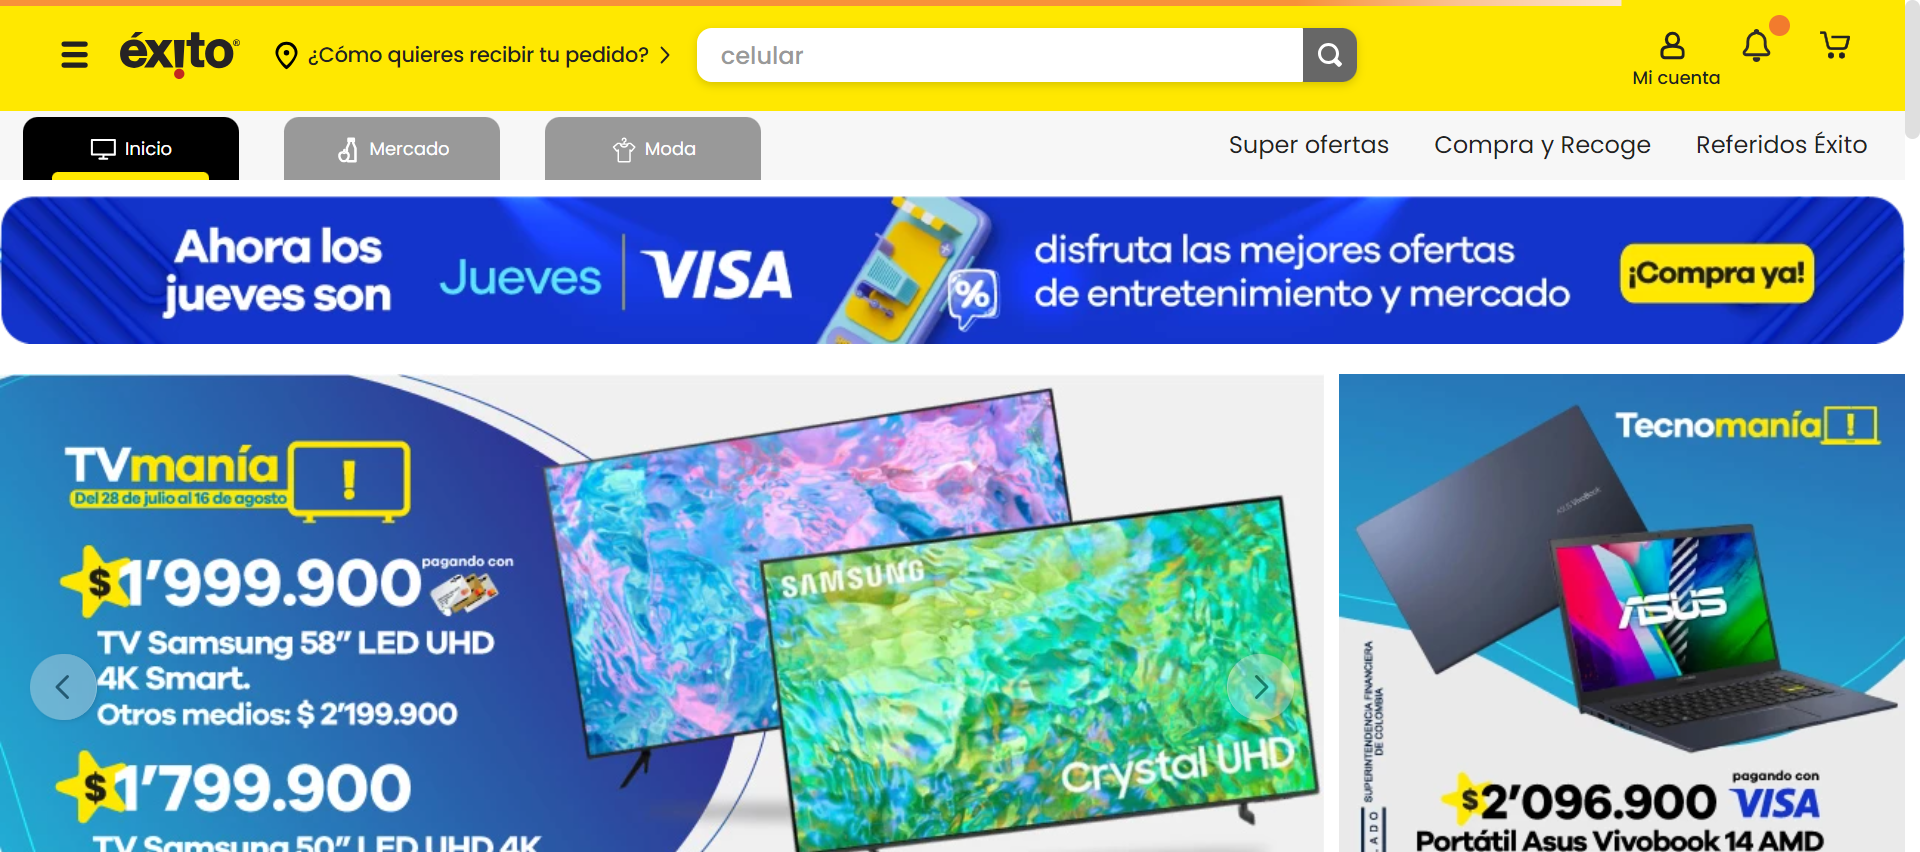 éxito
¿Cómo quieres recibir tu pedido?
celular
Mi cuenta
Inicio
Mercado
Moda
Super ofertas
Compra y Recoge
Referidos Éxito
Ahora los
jueves son
Jueves
VISA
%
disfruta las mejores ofertas
de entretenimiento y mercado
¡Compra ya!
TVmanía !
Del 28 de julio al 16 de agosto
$1'999.900
pagando con
TV Samsung 58” LED UHD
4K Smart.
Otros medios: $ 2'199.900
$1'799.900
TV Samsung 50” LED UHD 4K
SAMSUNG
Crystal UHD
Tecnomanía !
ASUS VivoBook
ASUS
SUPERINTENDENCIA FINANCIERA
DE COLOMBIA
$2'096.900
pagando con
VISA
Portátil Asus Vivobook 14 AMD